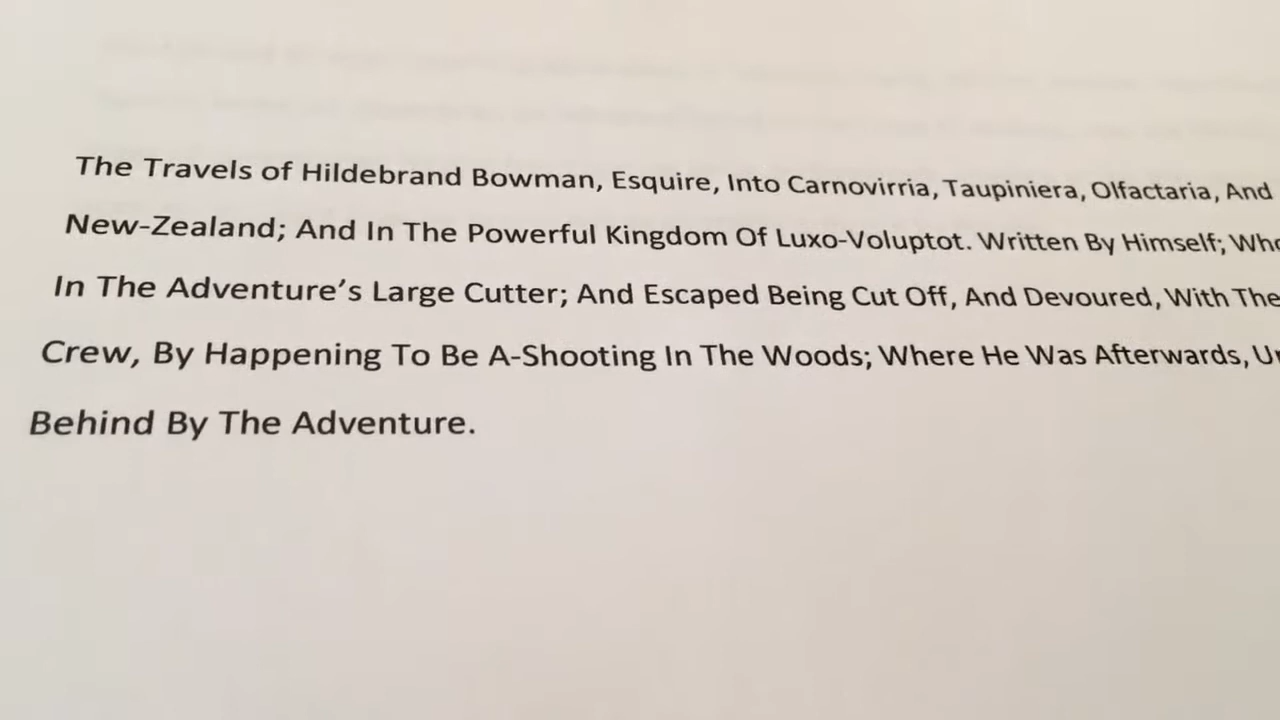 The Travels of Hildebrand Bowman, Esquire, Into Carnovirria, Taupiniera, Olfactaria, And
New-Zealand; And In The Powerful Kingdom Of Luxo-Voluptot. Written By Himself;
In The Adventure’s Large Cutter; And Escaped Being Cut Off, And Devoured, With The
Crew, By Happening To Be A-Shooting In The Woods; Where He Was Afterwards,
Behind By The Adventure.